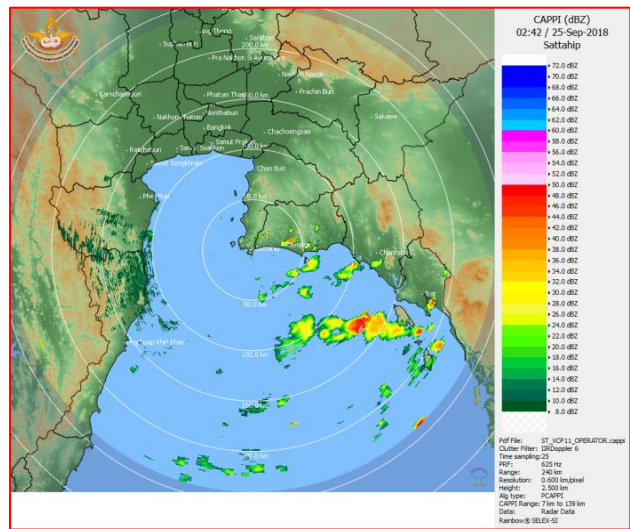 CAPPI (dBZ)
02:42 / 25-Sep-2018
Sattahip
72.0 dBZ
70.0 dBZ
68.0 dBZ
66.0 dBZ
64.0 dBZ
62.0 dBZ
60.0 dBZ
58.0 dBZ
56.0 dBZ
54.0 dBZ
52.0 dBZ
50.0 dBZ
48.0 dBZ
46.0 dBZ
44.0 dBZ
42.0 dBZ
40.0 dBZ
38.0 dBZ
36.0 dBZ
34.0 dBZ
32.0 dBZ
30.0 dBZ
28.0 dBZ
26.0 dBZ
24.0 dBZ
22.0 dBZ
20.0 dBZ
18.0 dBZ
16.0 dBZ
14.0 dBZ
12.0 dBZ
10.0 dBZ
8.0 dBZ
Pdf File: ST_VCP11_OPERATOR.cappi
Clutter Filter: IIRDoppler 6
Time sampling:25
PRF: 625 Hz
Range: 240 km
Resolution: 0.600 km/pixel
Height: 2.500 km
Alg type: PCAPPI
CAPPI Range: 7 km to 139 km
Data: Radar Data
Rainbow® SELEX-SI
200.0 km
Pra Nakhon Si Ayutthaya
Prachin Buri
Kanchanaburi
Phatum Thani
Nonthaburi
Sakaew
Nakhon Pathom
Bangkok
Chachoengsao
Ratchaburi
Samut Songkhram
Chon Buri
50.0 km
100.0 km